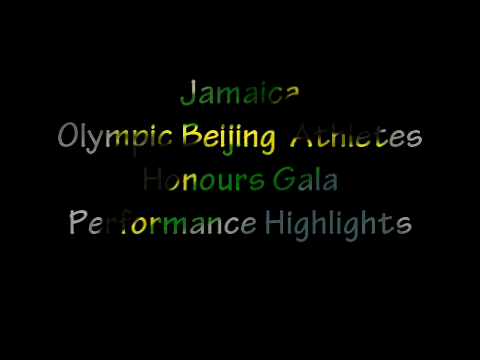 Jamaica
Olympic Beijing Athletes
Honours Gala
Performance Highlights